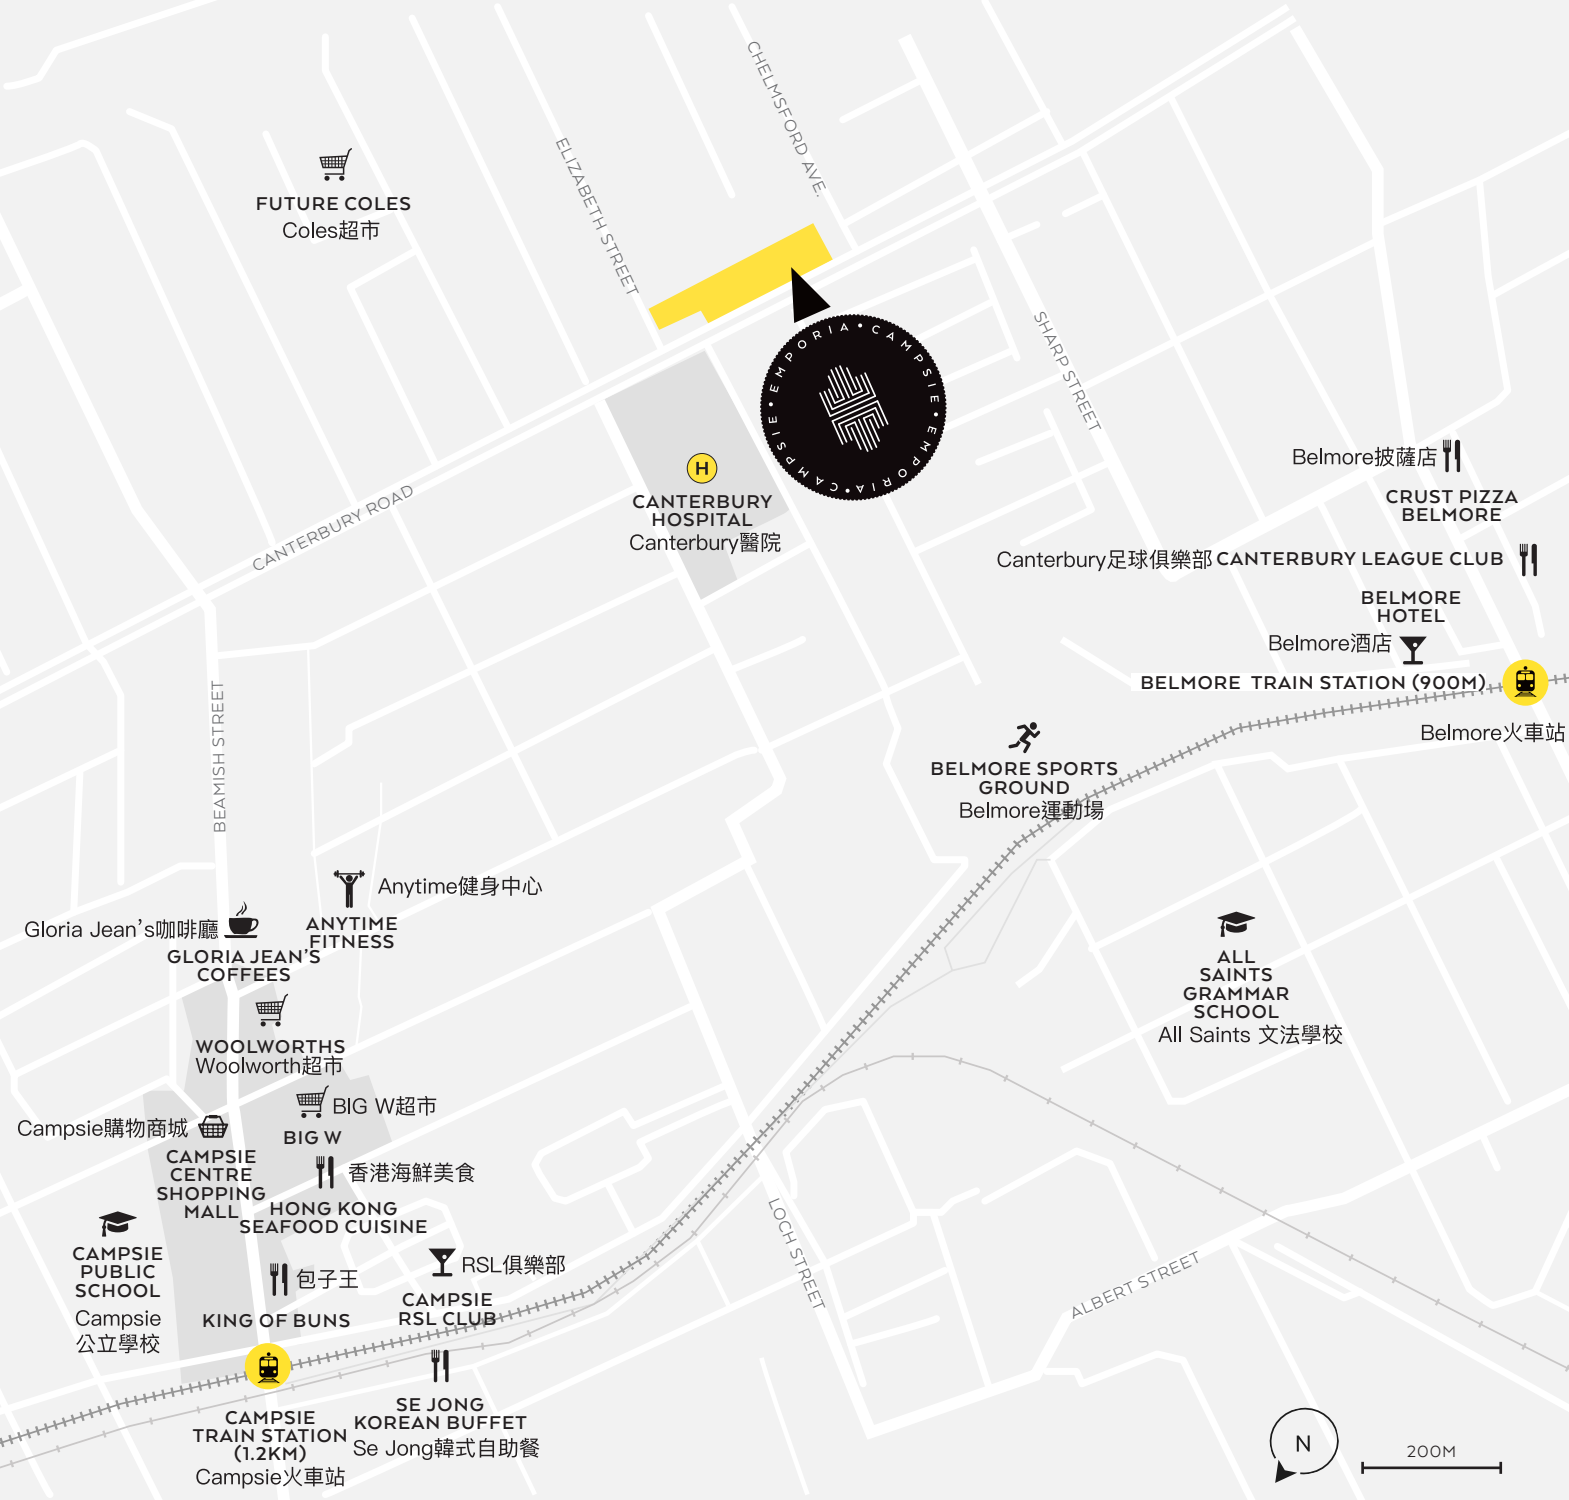 CHELMSFORD AVE.
ELIZABETH STREET
FUTURE COLES
Coles超市
SHARP STREET
EMPORIA • CAMPSIE • EMPORIA • CAMPSIE •
Belmore披薩店
CRUST PIZZA
BELMORE
H
CANTERBURY
HOSPITAL
Canterbury醫院
CANTERBURY ROAD
Canterbury足球俱樂部 CANTERBURY LEAGUE CLUB
BELMORE
HOTEL
Belmore酒店
BELMORE TRAIN STATION (900M)
Belmore火車站
BEAMISH STREET
BELMORE SPORTS
GROUND
Belmore運動場
Anytime健身中心
ANYTIME
FITNESS
Gloria Jean's咖啡廳
GLORIA JEAN'S
COFFEES
ALL
SAINTS
GRAMMAR
SCHOOL
All Saints 文法學校
WOOLWORTHS
Woolworth超市
BIG W超市
BIG W
Campsie購物商城
CAMPSIE
CENTRE
SHOPPING
MALL
香港海鮮美食
HONG KONG
SEAFOOD CUISINE
CAMPSIE
PUBLIC
SCHOOL
Campsie
公立學校
包子王
KING OF BUNS
RSL俱樂部
CAMPSIE
RSL CLUB
LOCH STREET
ALBERT STREET
SE JONG
KOREAN BUFFET
Se Jong韓式自助餐
CAMPSIE
TRAIN STATION
(1.2KM)
Campsie火車站
N
200M